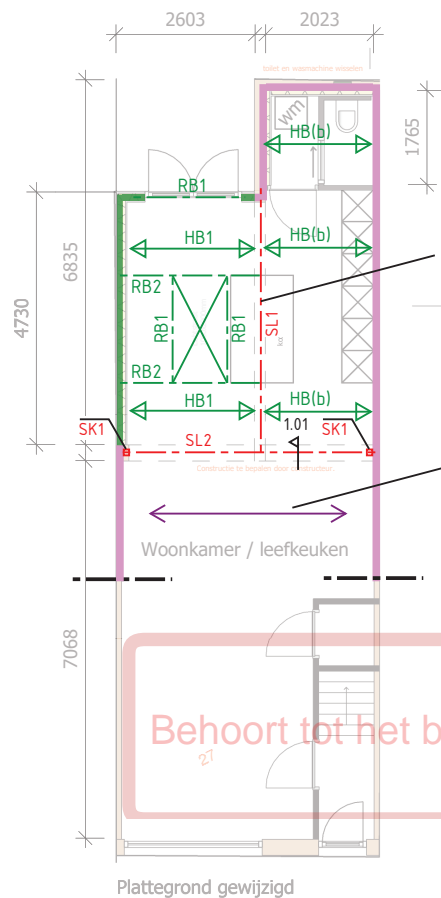 2603 2023
toilet en wasmachine wisselen
wm
HB(b)
1765
RB1
HB1 HB(b)
6835
4730
RB2
RB1 RB1 SL1
RB2
HB1 HB(b)
1.01
SK1 SL2 SK1
Constructie te bepalen door constructeur.
Woonkamer / leefkeuken
7068
Behoort tot het b
27
Plattegrond gewijzigd